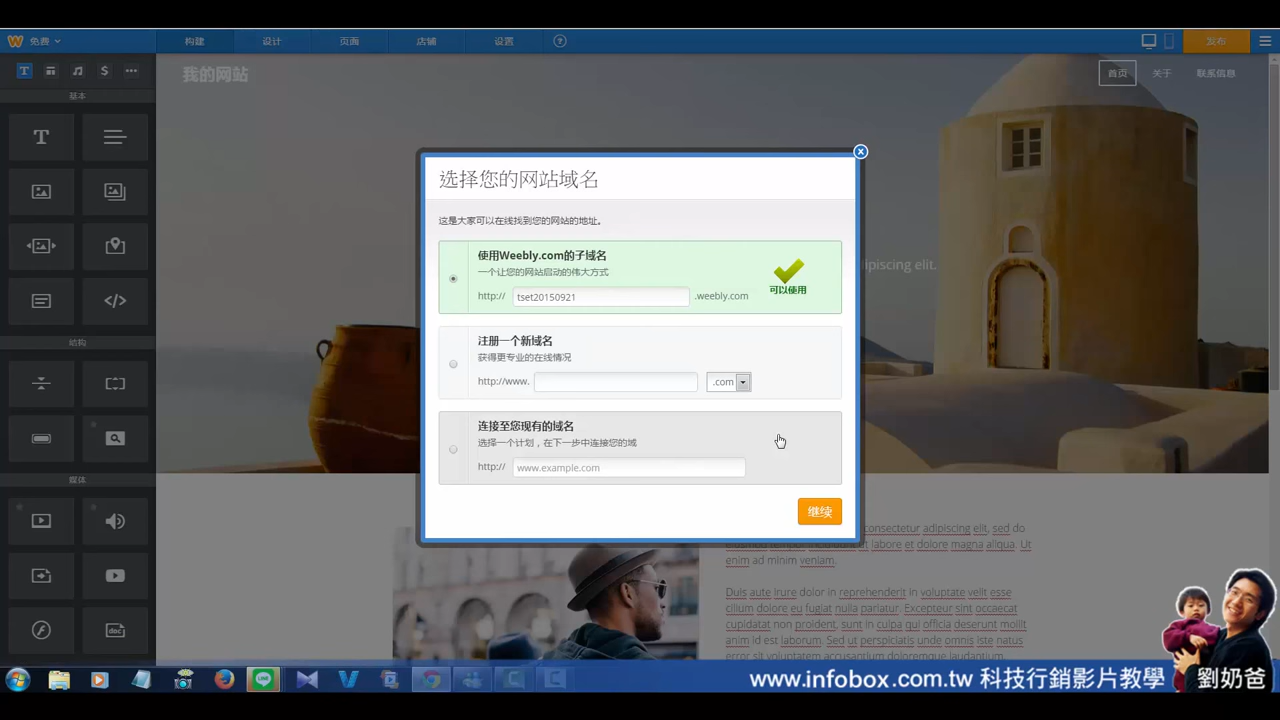 免费
构建
设计
页面
店铺
设置
?
发布
T
$
基本
T
结构
媒体
doc
我的网站
首页
关于
联系信息
adipiscing elit.
选择您的网站域名
这是大家可以在线找到您的网站的地址。
使用Weebly.com的子域名
一个让您的网站启动的伟大方式
http://
tset20150921
.weebly.com
可以使用
注册一个新域名
获得更专业的在线情况
http://www.
.com
连接至您现有的域名
选择一个计划，在下一步中连接您的域
http://
www.example.com
继续
consectetur adipiscing elit, sed do
labore et dolore magna aliqua. Ut
enim ad minim veniam.
Duis aute irure dolor in reprehenderit in voluptate velit esse
cillum dolore eu fugiat nulla pariatur. Excepteur sint occaecat
cupidatat non proident, sunt in culpa qui officia deserunt mollit
anim id est laborum. Sed ut perspiciatis unde omnis iste natus
LINE
www.infobox.com.tw 科技行銷影片教學
劉奶爸